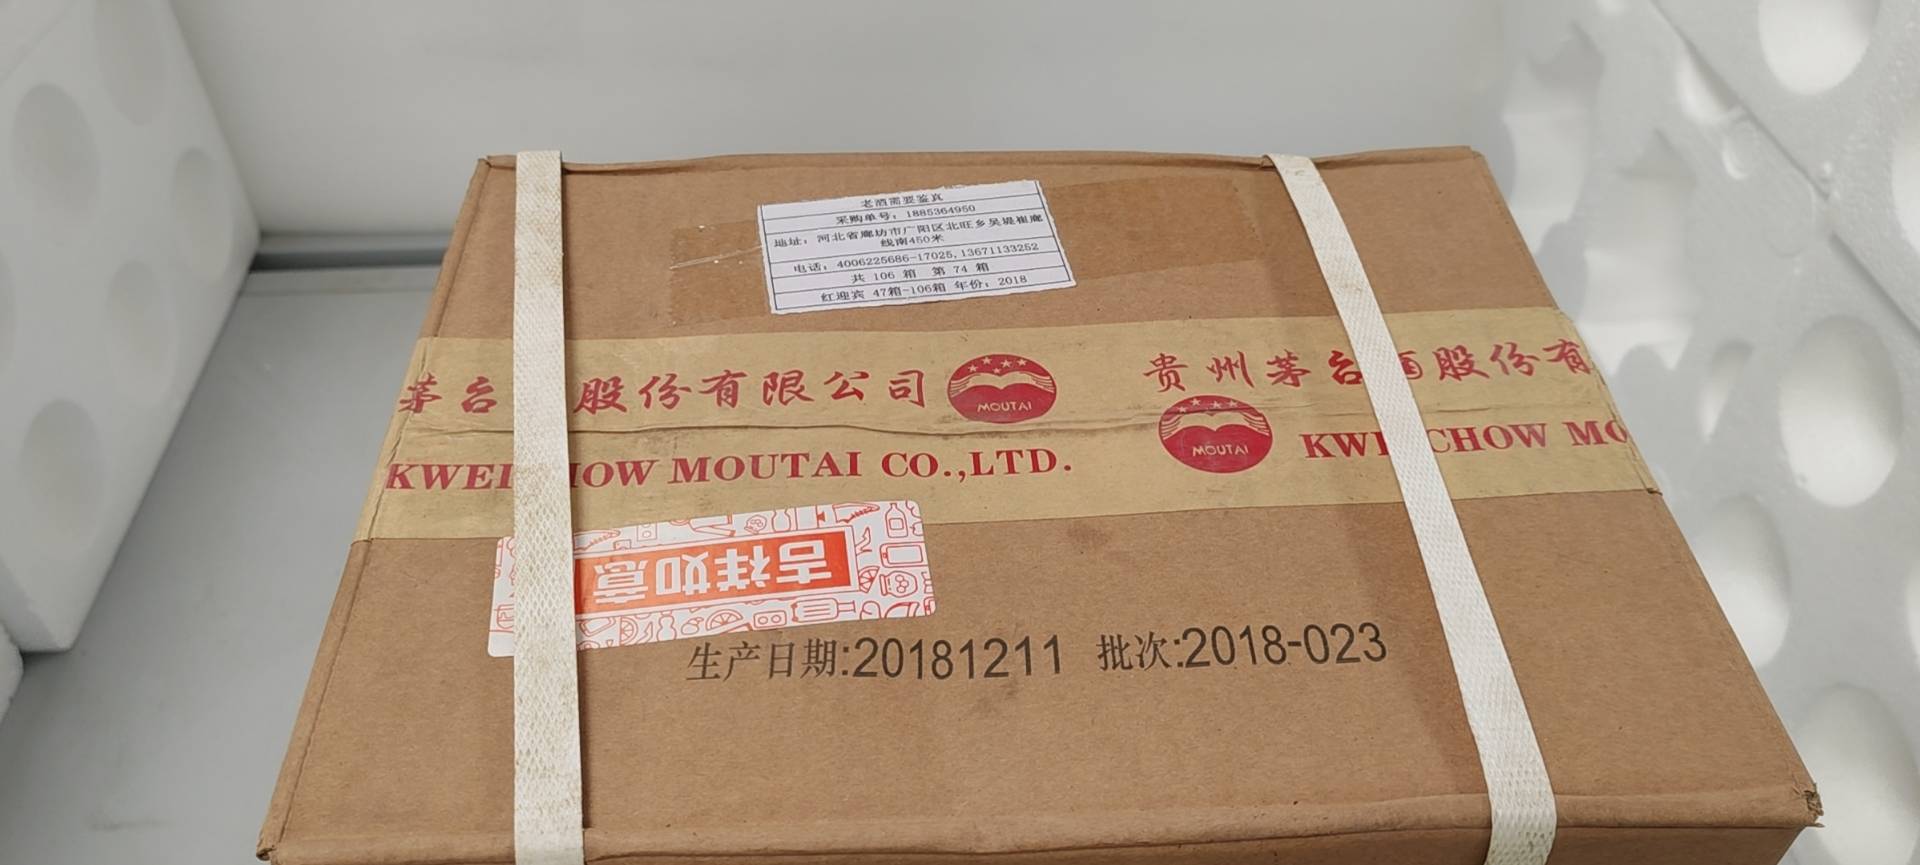 老酒需要鉴真
采购单号：1885364950
地址：河北省廊坊市广阳区北旺乡吴堤崔廊
线南450米
电话：4006225686-17025,13671133252
共 106 箱 第 74 箱
红迎宾 47箱-106箱 年份：2018
茅台 股份有限公司
MOUTAI
KWEI HOW MOUTAI CO.,LTD.
贵州茅台酒股份有
MOUTAI
KWEI CHOW MO
吉祥如意
生产日期:20181211 批次:2018-023